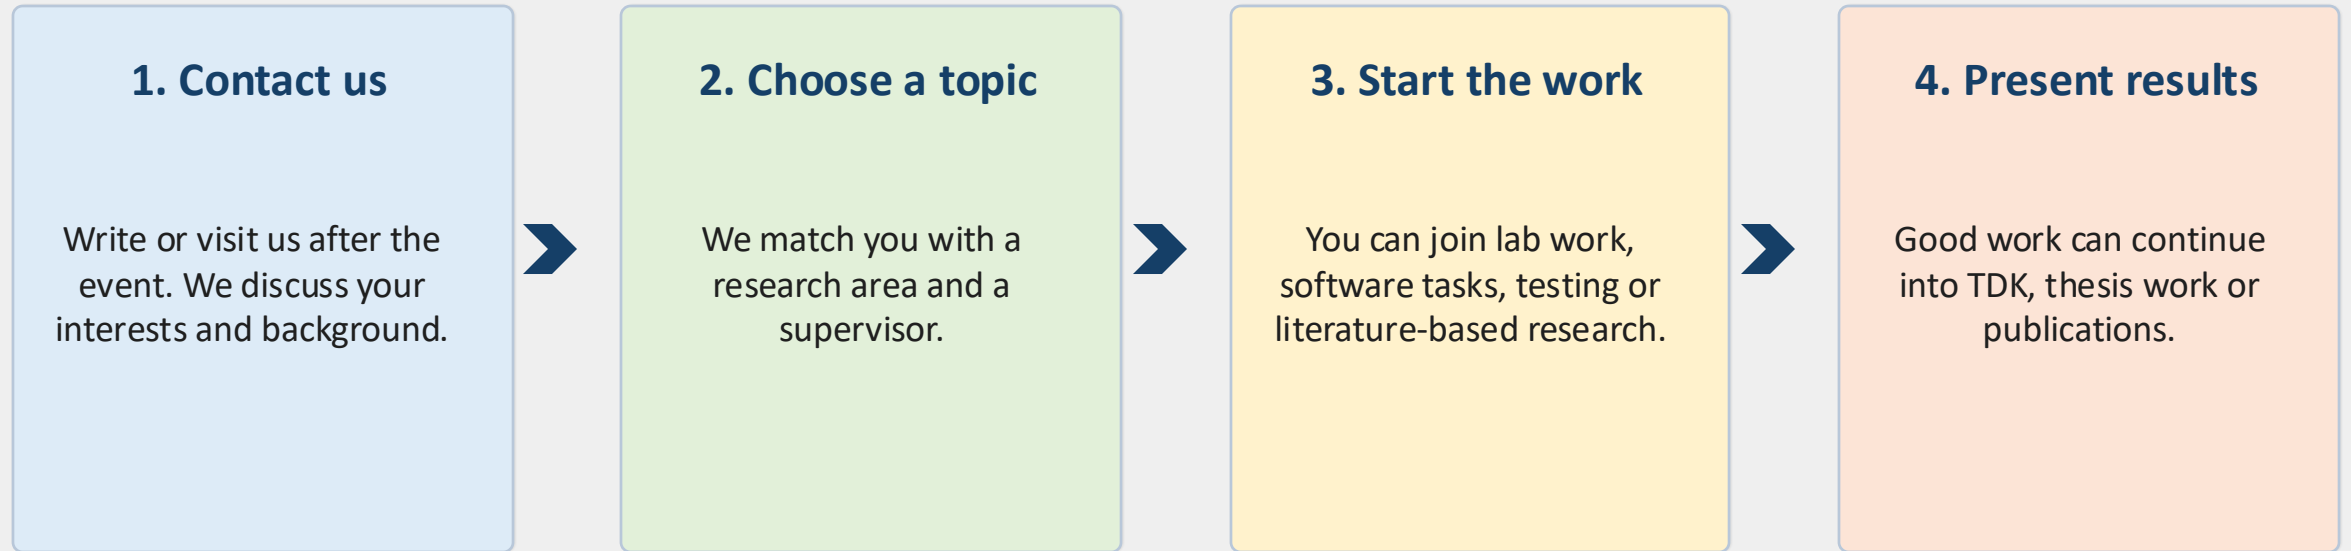 1. Contact us
Write or visit us after the
event. We discuss your
interests and background.
2. Choose a topic
We match you with a
research area and a
supervisor.
3. Start the work
You can join lab work,
software tasks, testing or
literature-based research.
4. Present results
Good work can continue
into TDK, thesis work or
publications.